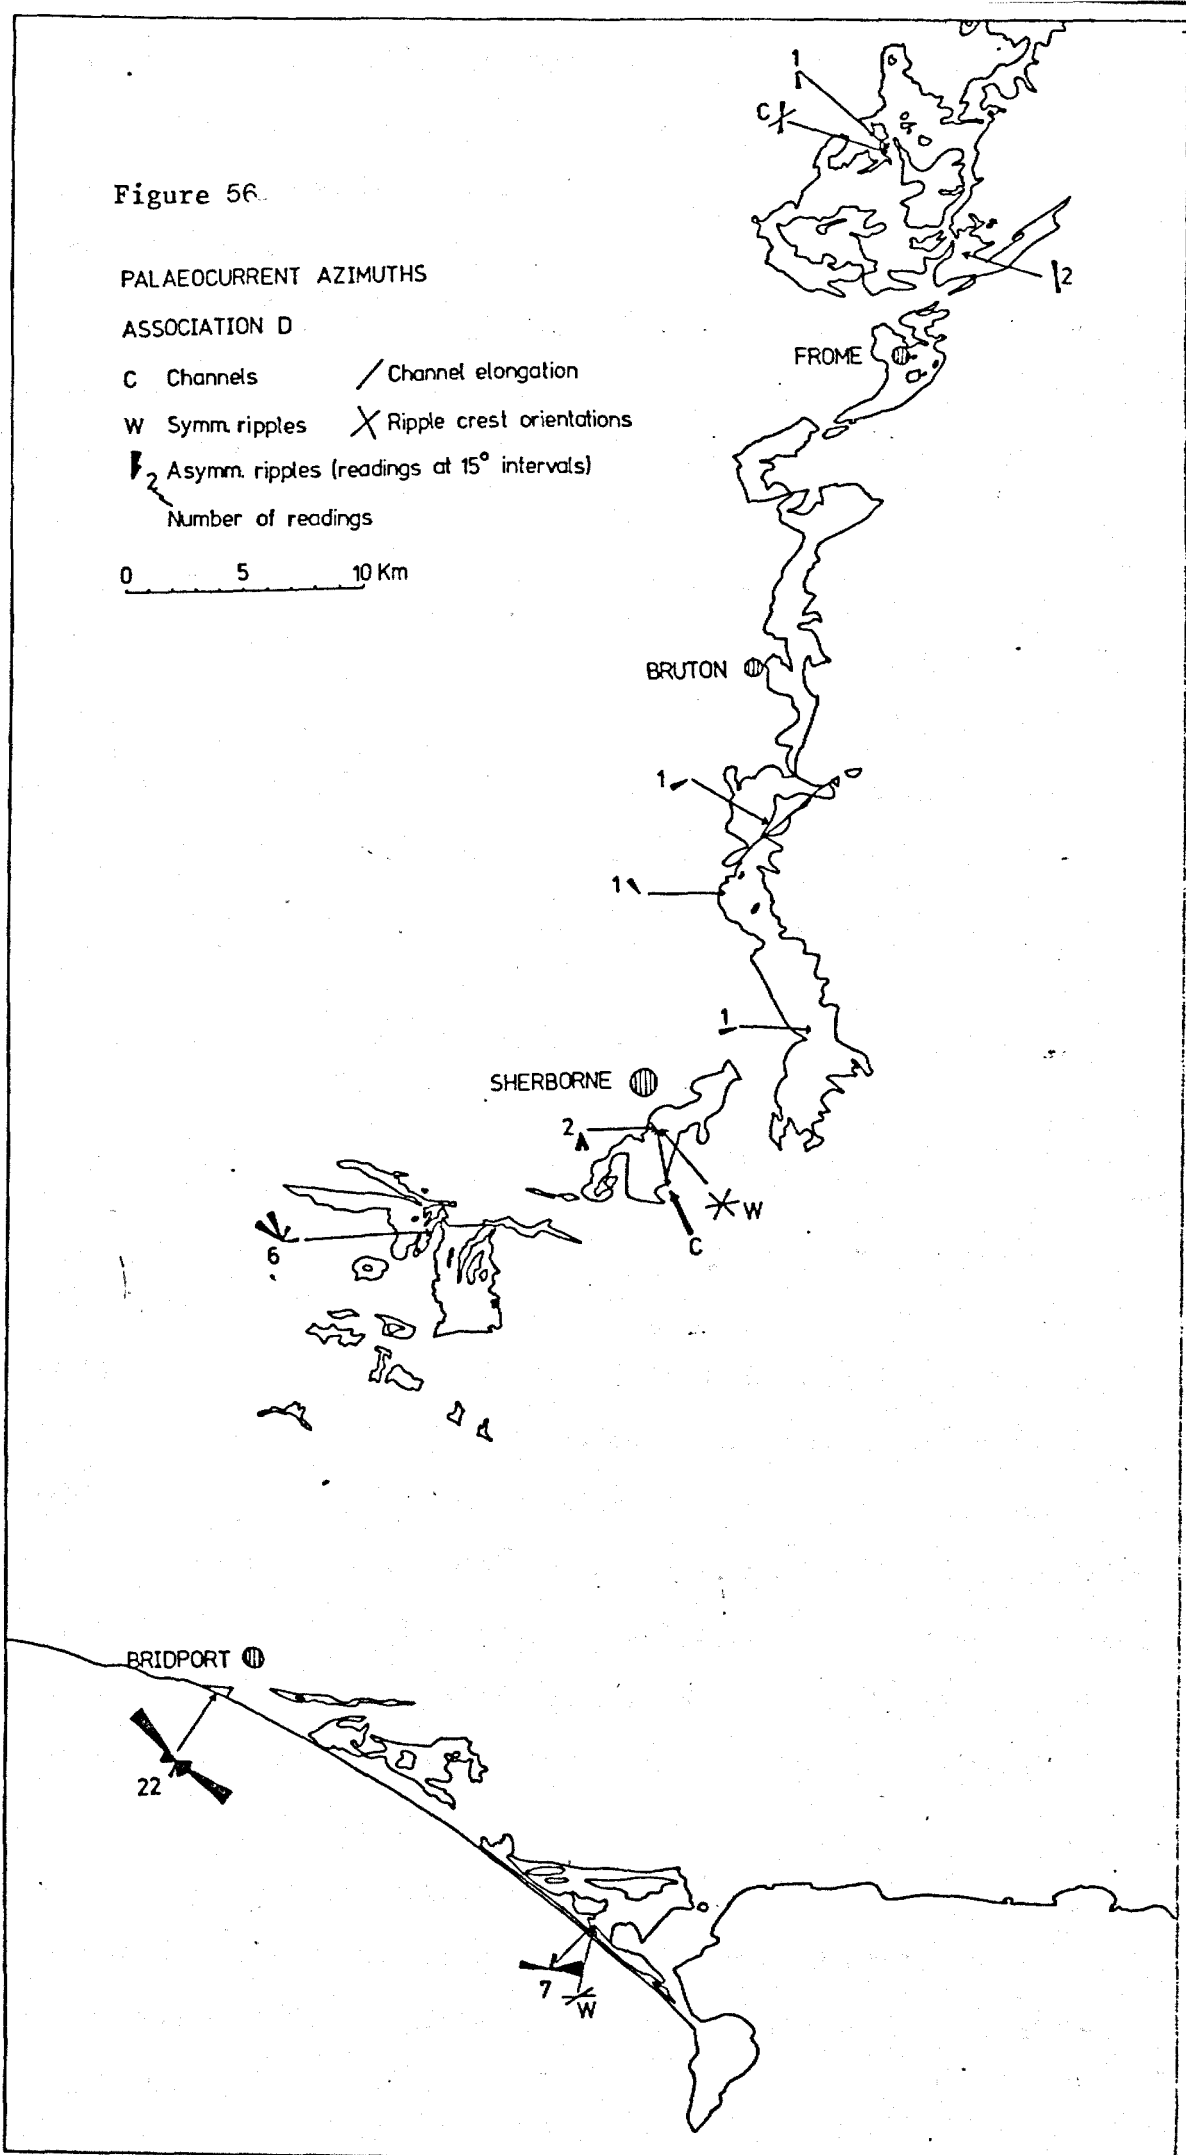 Figure 56
PALAEOCURRENT AZIMUTHS
ASSOCIATION D
C Channels / Channel elongation
W Symm. ripples X Ripple crest orientations
2 Asymm. ripples (readings at 15° intervals)
Number of readings
0 5 10 Km
1
C
2
FROME
BRUTON
1
1
1
SHERBORNE
2
W
C
6
BRIDPORT
22
7
W